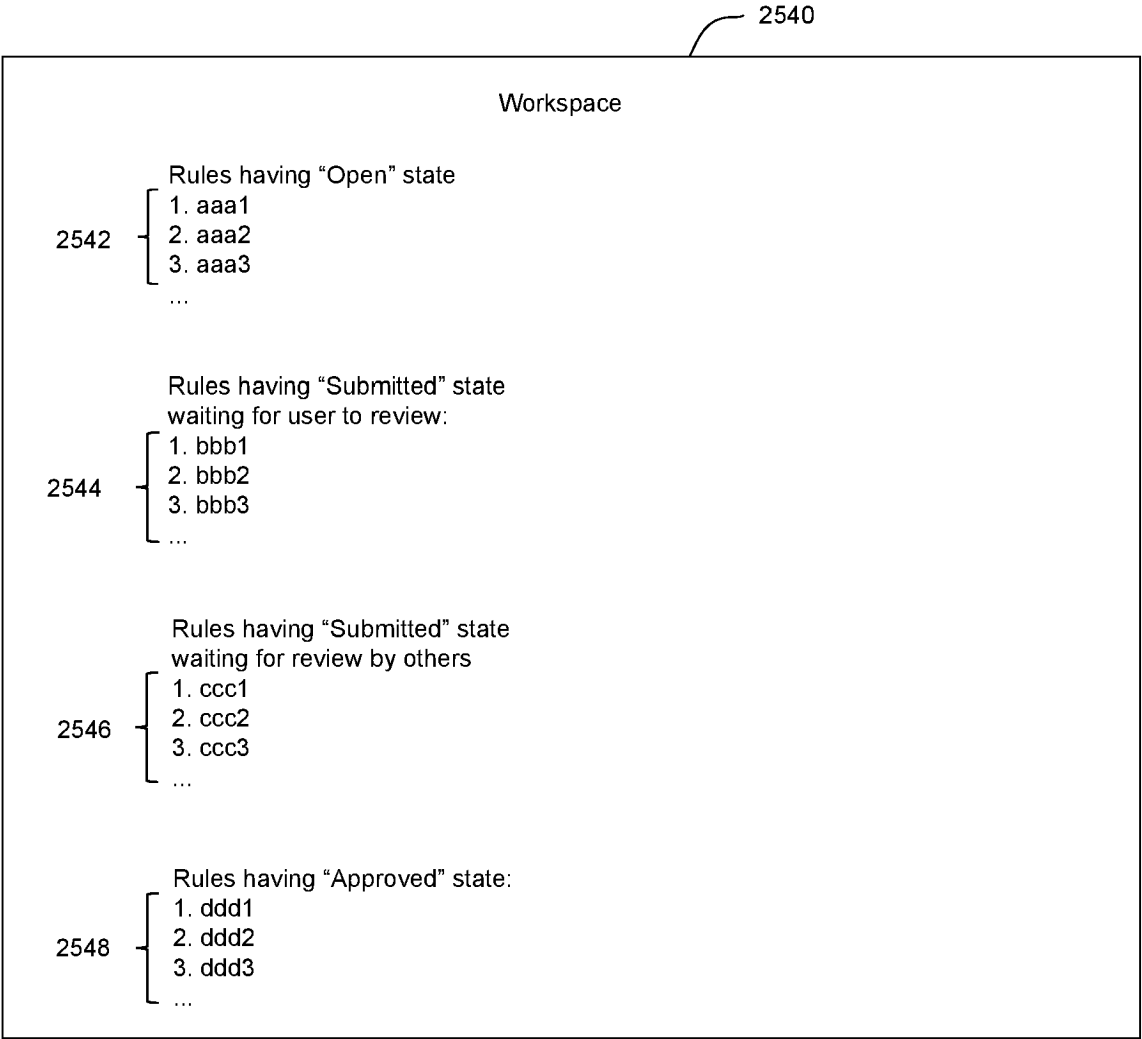 2540
Workspace
Rules having “Open” state
1. aaa1
2542
2. aaa2
3. aaa3
...
Rules having “Submitted” state
waiting for user to review:
1. bbb1
2544
2. bbb2
3. bbb3
...
Rules having “Submitted” state
waiting for review by others
1. ccc1
2546
2. ccc2
3. ccc3
...
Rules having “Approved” state:
1. ddd1
2548
2. ddd2
3. ddd3
...